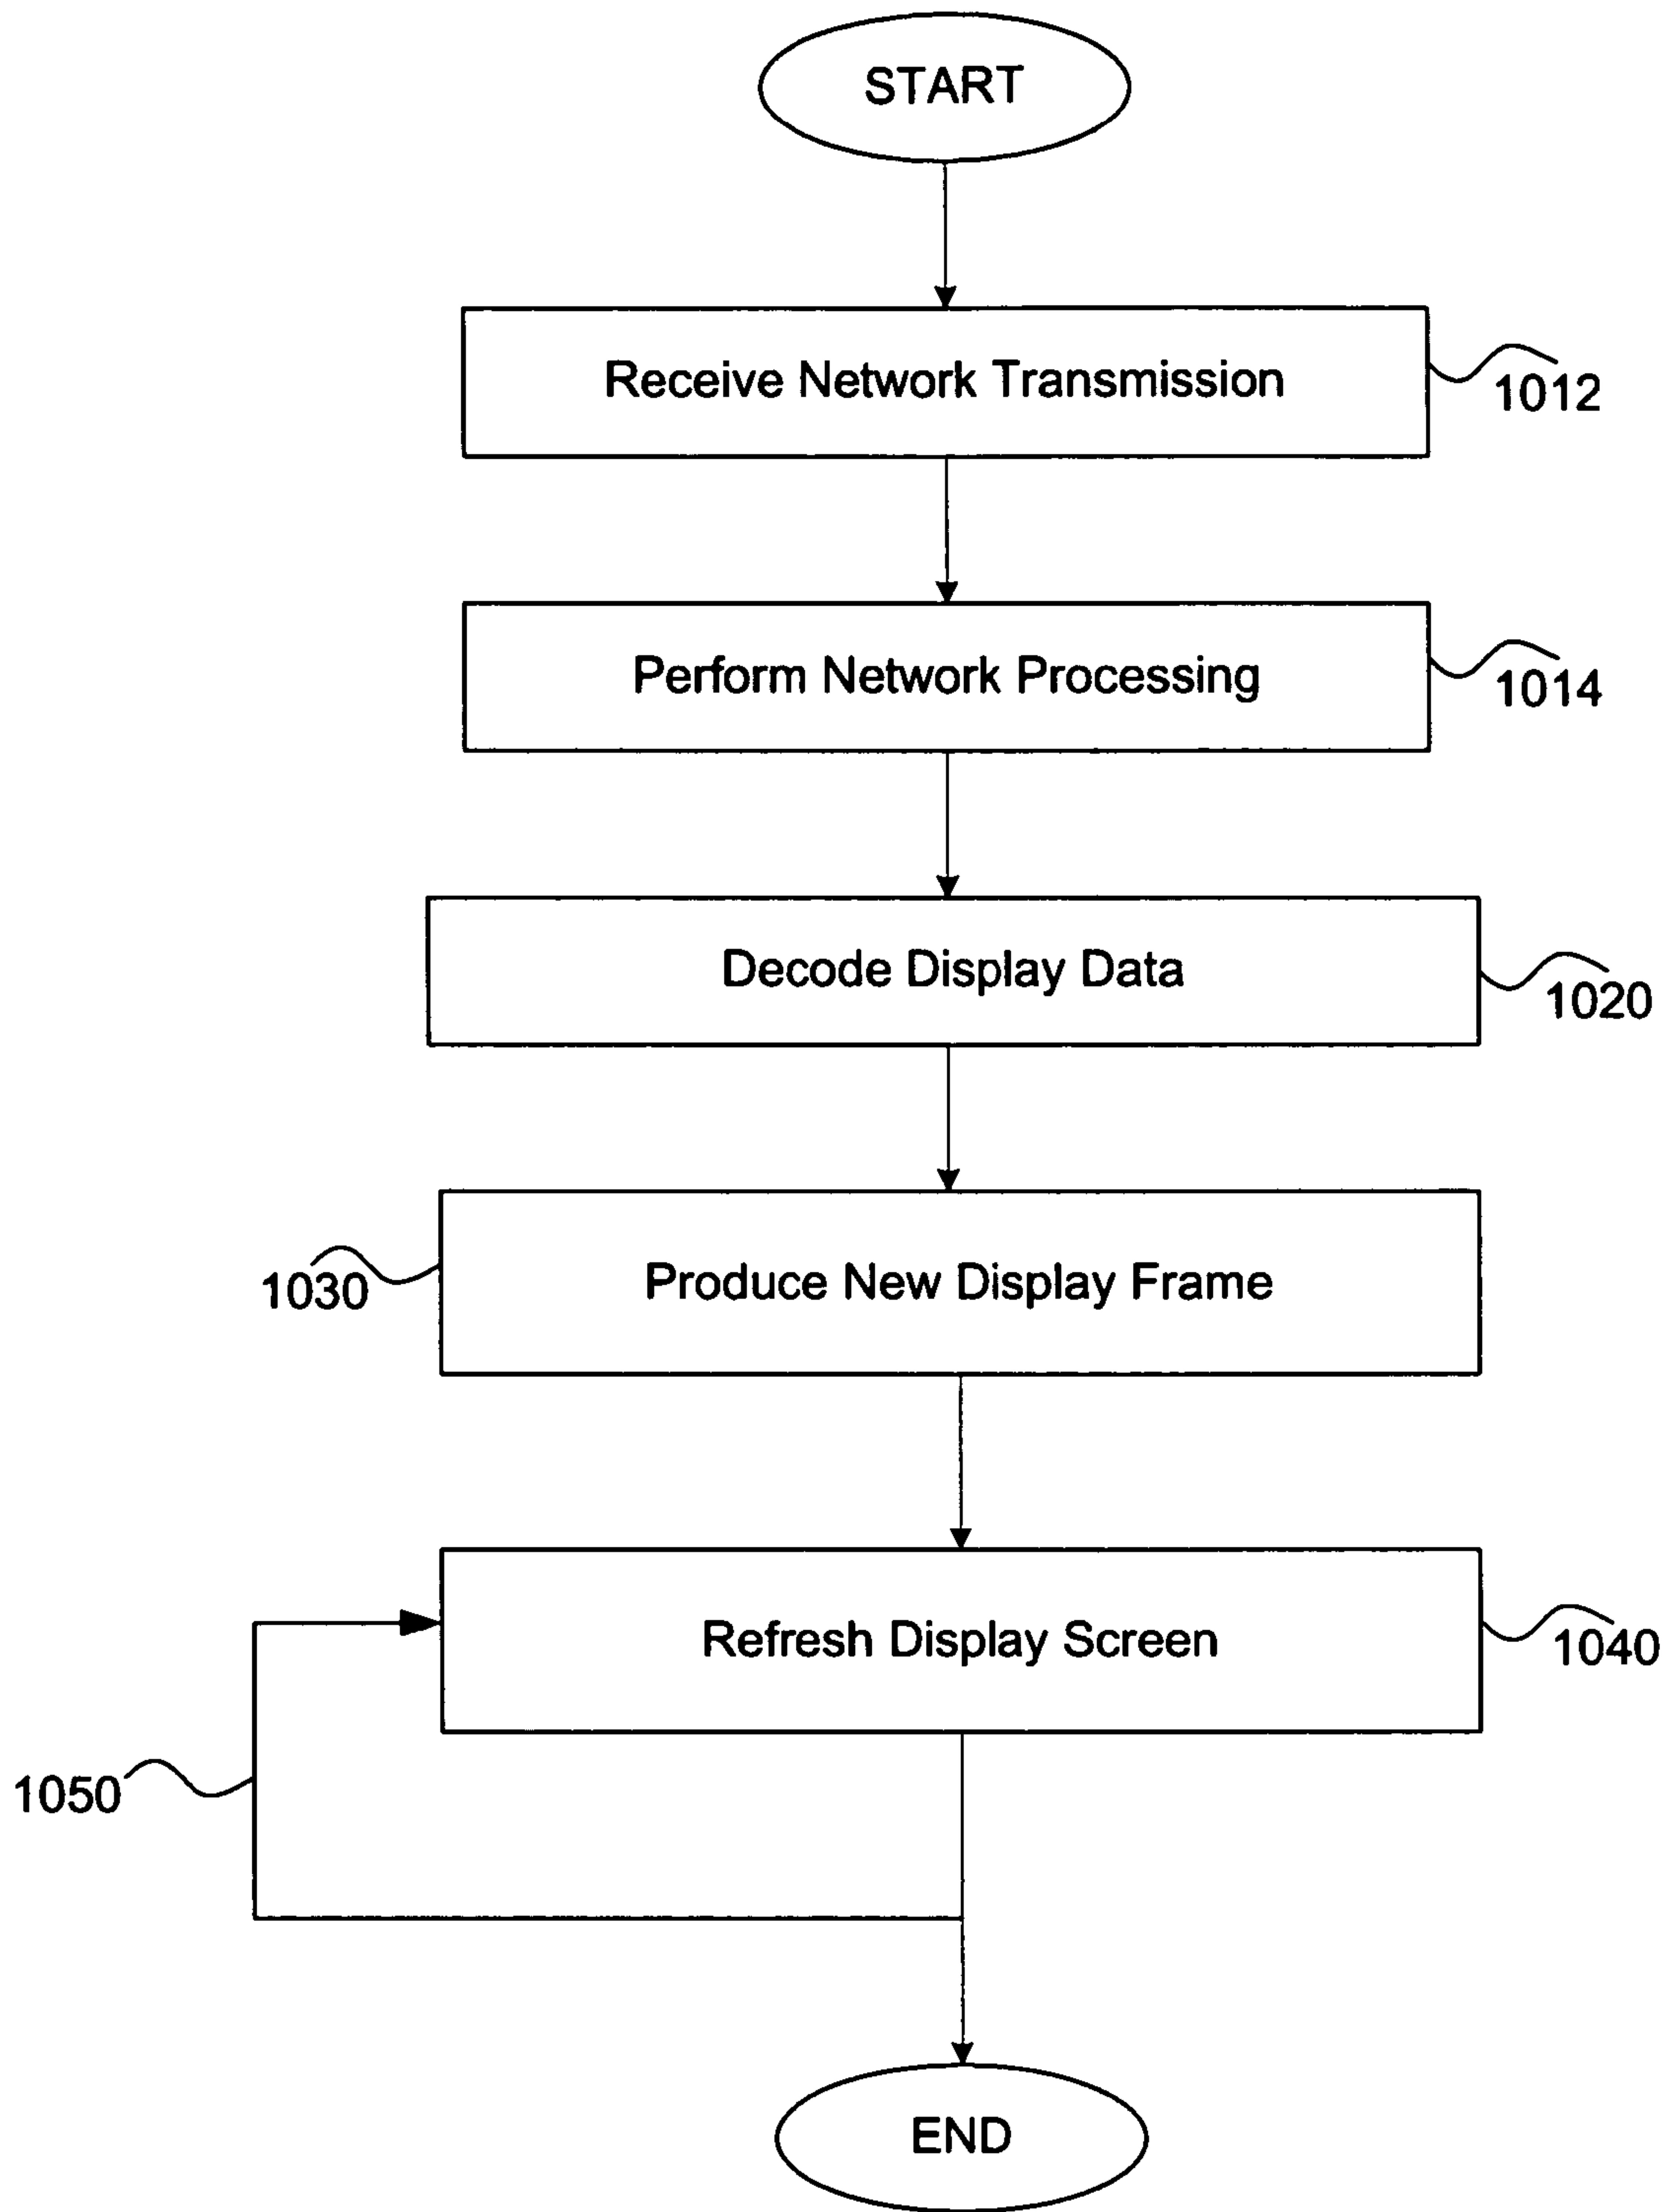 START
Receive Network Transmission
1012
Perform Network Processing
1014
Decode Display Data
1020
1030
Produce New Display Frame
Refresh Display Screen
1040
1050
END